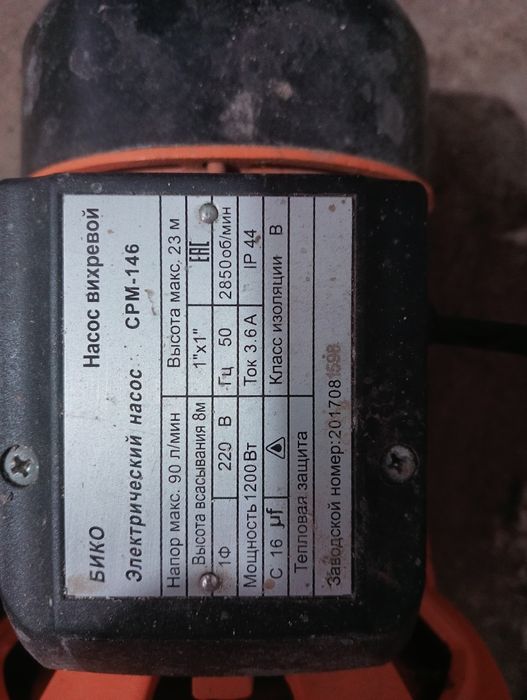 БИКО Насос вихревой
Электрический насос СРМ-146
Напор макс. 90 л/мин Высота макс. 23 м
Высота всасывания 8м 1"x1" ЕАС
1Ф 220 В Гц 50 2850об/мин
Мощность 1200Вт Ток 3.6 А IP 44
С 16 µf Класс изоляции В
Тепловая защита
Заводской номер:2017081598